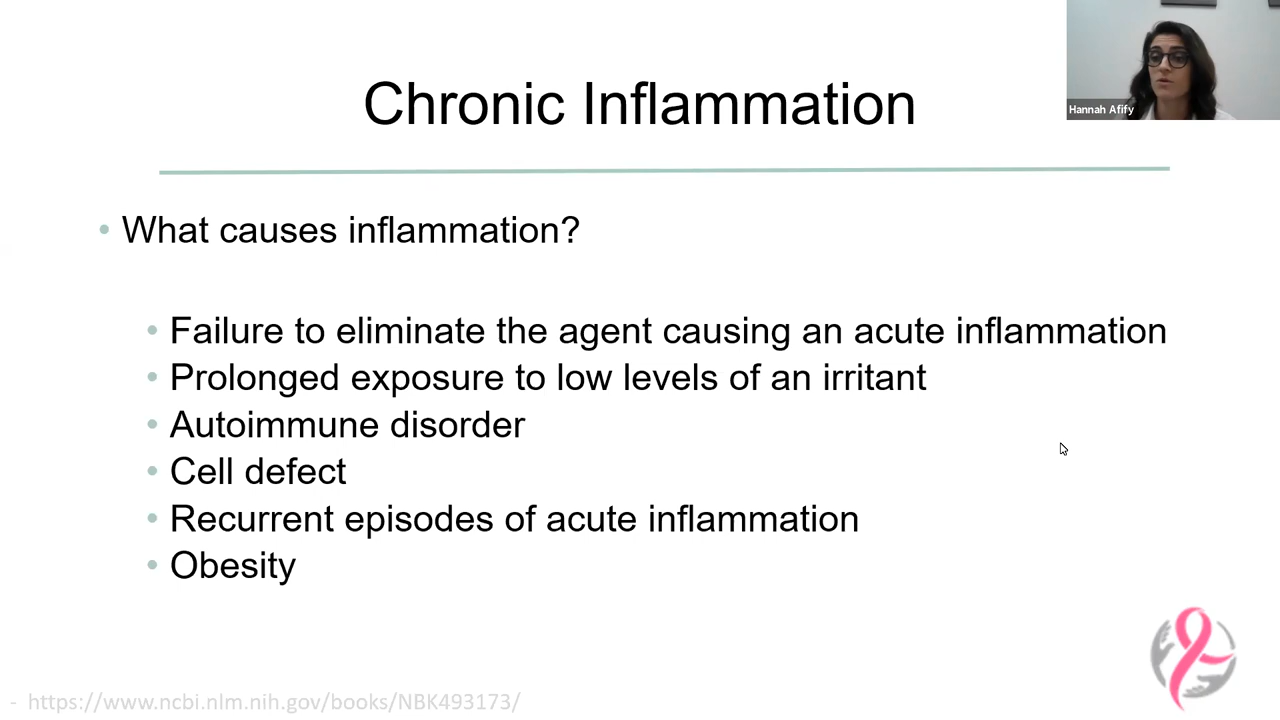 Chronic Inflammation
Hannah Afify
• What causes inflammation?
• Failure to eliminate the agent causing an acute inflammation
• Prolonged exposure to low levels of an irritant
• Autoimmune disorder
• Cell defect
• Recurrent episodes of acute inflammation
• Obesity
- https://www.ncbi.nlm.nih.gov/books/NBK493173/